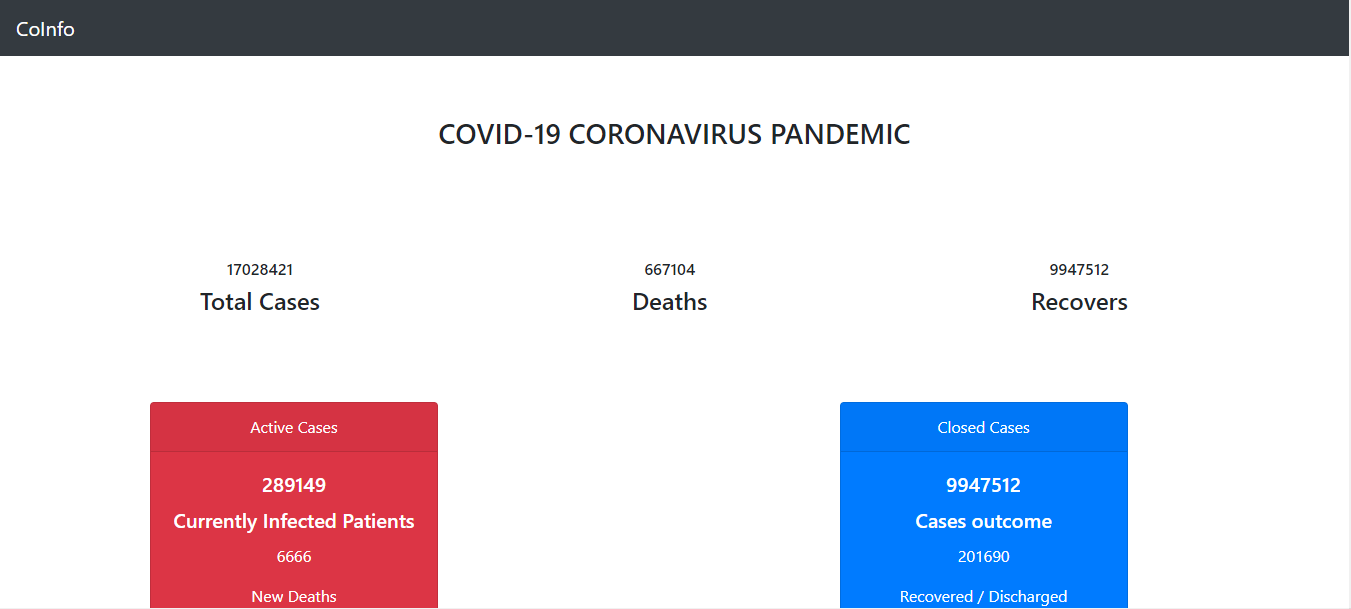 CoInfo
COVID-19 CORONAVIRUS PANDEMIC
17028421
Total Cases
667104
Deaths
9947512
Recovers
Active Cases
289149
Currently Infected Patients
6666
New Deaths
Closed Cases
9947512
Cases outcome
201690
Recovered / Discharged